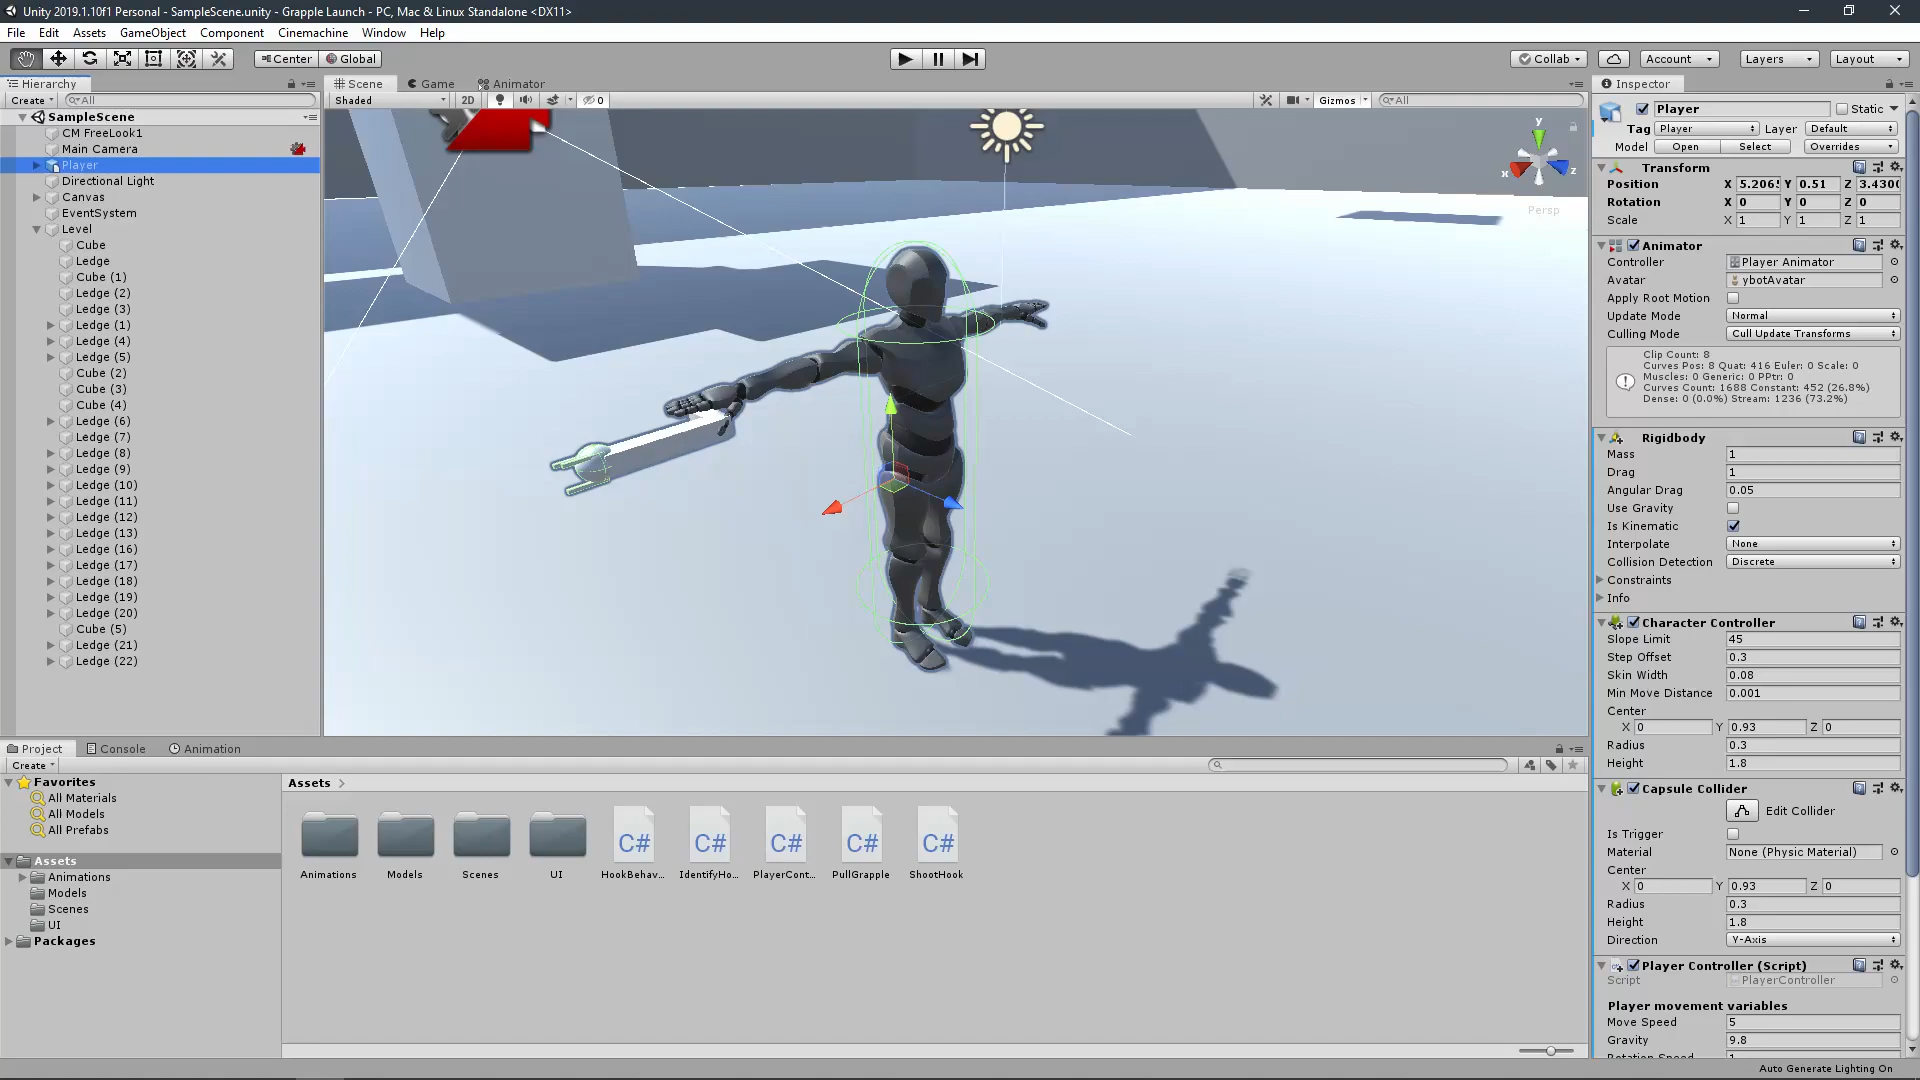 Unity 2019.1.10f1 Personal - SampleScene.unity - Grapple Launch - PC, Mac & Linux Standalone <DX11>
File Edit Assets GameObject Component Cinemachine Window Help
Center Global
Collab Account Layers Layout
Hierarchy
Create All
SampleScene
CM FreeLook1
Main Camera
Player
Directional Light
Canvas
EventSystem
Level
Cube
Ledge
Cube (1)
Ledge (2)
Ledge (3)
Ledge (1)
Ledge (4)
Ledge (5)
Cube (2)
Cube (3)
Cube (4)
Ledge (6)
Ledge (7)
Ledge (8)
Ledge (9)
Ledge (10)
Ledge (11)
Ledge (12)
Ledge (13)
Ledge (16)
Ledge (17)
Ledge (18)
Ledge (19)
Ledge (20)
Cube (5)
Ledge (21)
Ledge (22)
Scene Game Animator
Shaded 2D 0 Gizmos All
y
x z
Persp
Inspector
Player Static
Tag Player Layer Default
Model Open Select Overrides
Transform
Position X 5.206 Y 0.51 Z 3.430
Rotation X 0 Y 0 Z 0
Scale X 1 Y 1 Z 1
Animator
Controller Player Animator
Avatar ybotAvatar
Apply Root Motion
Update Mode Normal
Culling Mode Cull Update Transforms
Clip Count: 8
Curves Pos: 8 Quat: 416 Euler: 0 Scale: 0
Muscles: 0 Generic: 0 PPtr: 0
Curves Count: 1688 Constant: 452 (26.8%)
Dense: 0 (0.0%) Stream: 1236 (73.2%)
Rigidbody
Mass 1
Drag 1
Angular Drag 0.05
Use Gravity
Is Kinematic
Interpolate None
Collision Detection Discrete
Constraints
Info
Character Controller
Slope Limit 45
Step Offset 0.3
Skin Width 0.08
Min Move Distance 0.001
Center
X 0 Y 0.93 Z 0
Radius 0.3
Height 1.8
Capsule Collider
Edit Collider
Is Trigger
Material None (Physic Material)
Center
X 0 Y 0.93 Z 0
Radius 0.3
Height 1.8
Direction Y-Axis
Player Controller (Script)
Script PlayerController
Player movement variables
Move Speed 5
Gravity 9.8
Rotation Speed
Project Console Animation
Create
Favorites
All Materials
All Models
All Prefabs
Assets
Animations
Models
Scenes
UI
Packages
Assets
C# C# C# C# C#
Animations Models Scenes UI HookBehav... IdentifyHo... PlayerCont... PullGrapple ShootHook
Auto Generate Lighting On